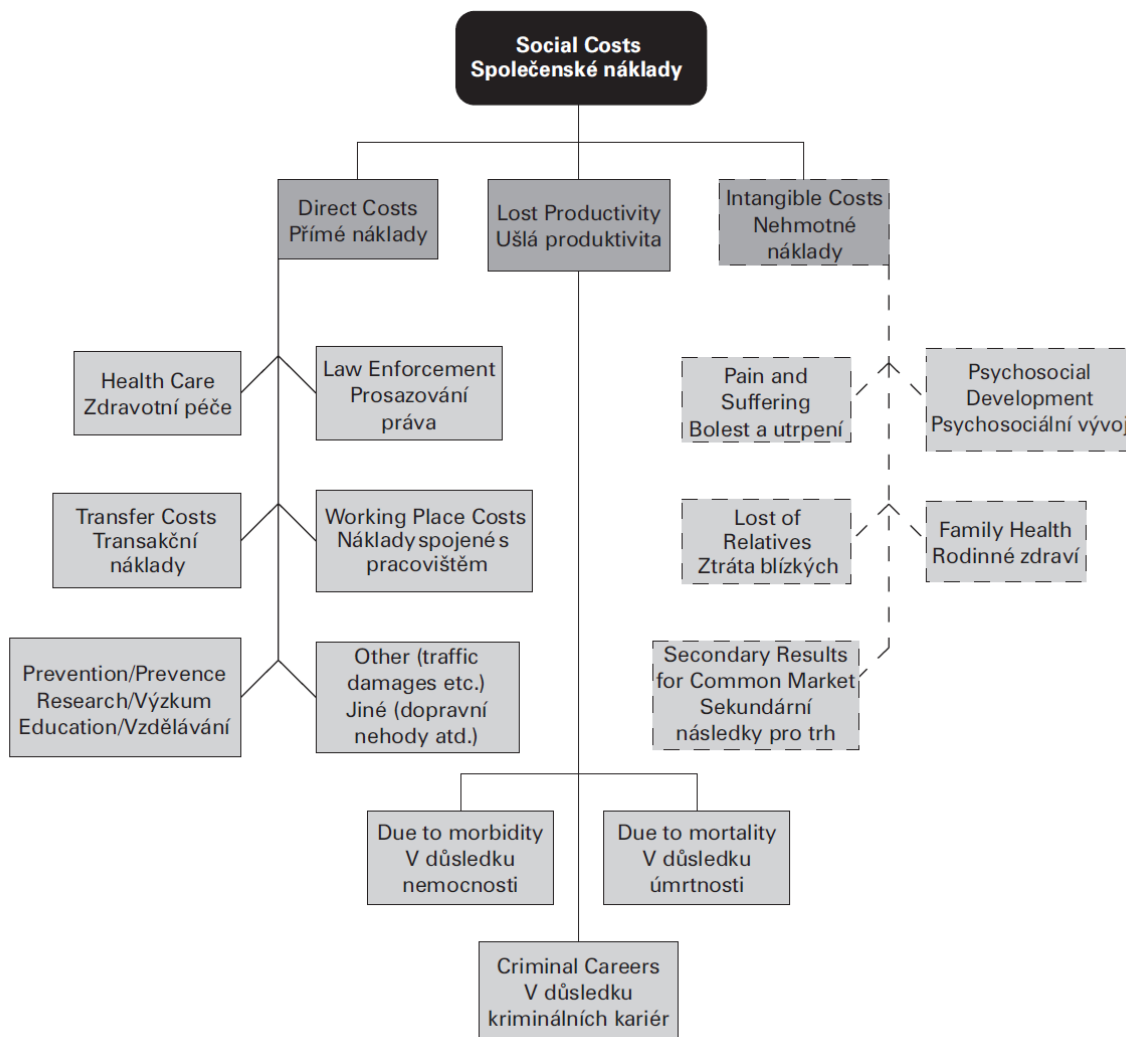 Social Costs
Společenské náklady
Direct Costs
Přímé náklady
Lost Productivity
Ušlá produktivita
Intangible Costs
Nehmotné
náklady
Health Care
Zdravotní péče
Law Enforcement
Prosazování
práva
Pain and
Suffering
Bolest a utrpení
Psychosocial
Development
Psychosociální vývoj
Transfer Costs
Transakční
náklady
Working Place Costs
Náklady spojené s
pracovištěm
Lost of
Relatives
Ztráta blízkých
Family Health
Rodinné zdraví
Prevention/Prevence
Research/Výzkum
Education/Vzdělávání
Other (traffic
damages etc.)
Jiné (dopravní
nehody atd.)
Secondary Results
for Common Market
Sekundární
následky pro trh
Due to morbidity
V důsledku
nemocnosti
Due to mortality
V důsledku
úmrtnosti
Criminal Careers
V důsledku
kriminálních kariér